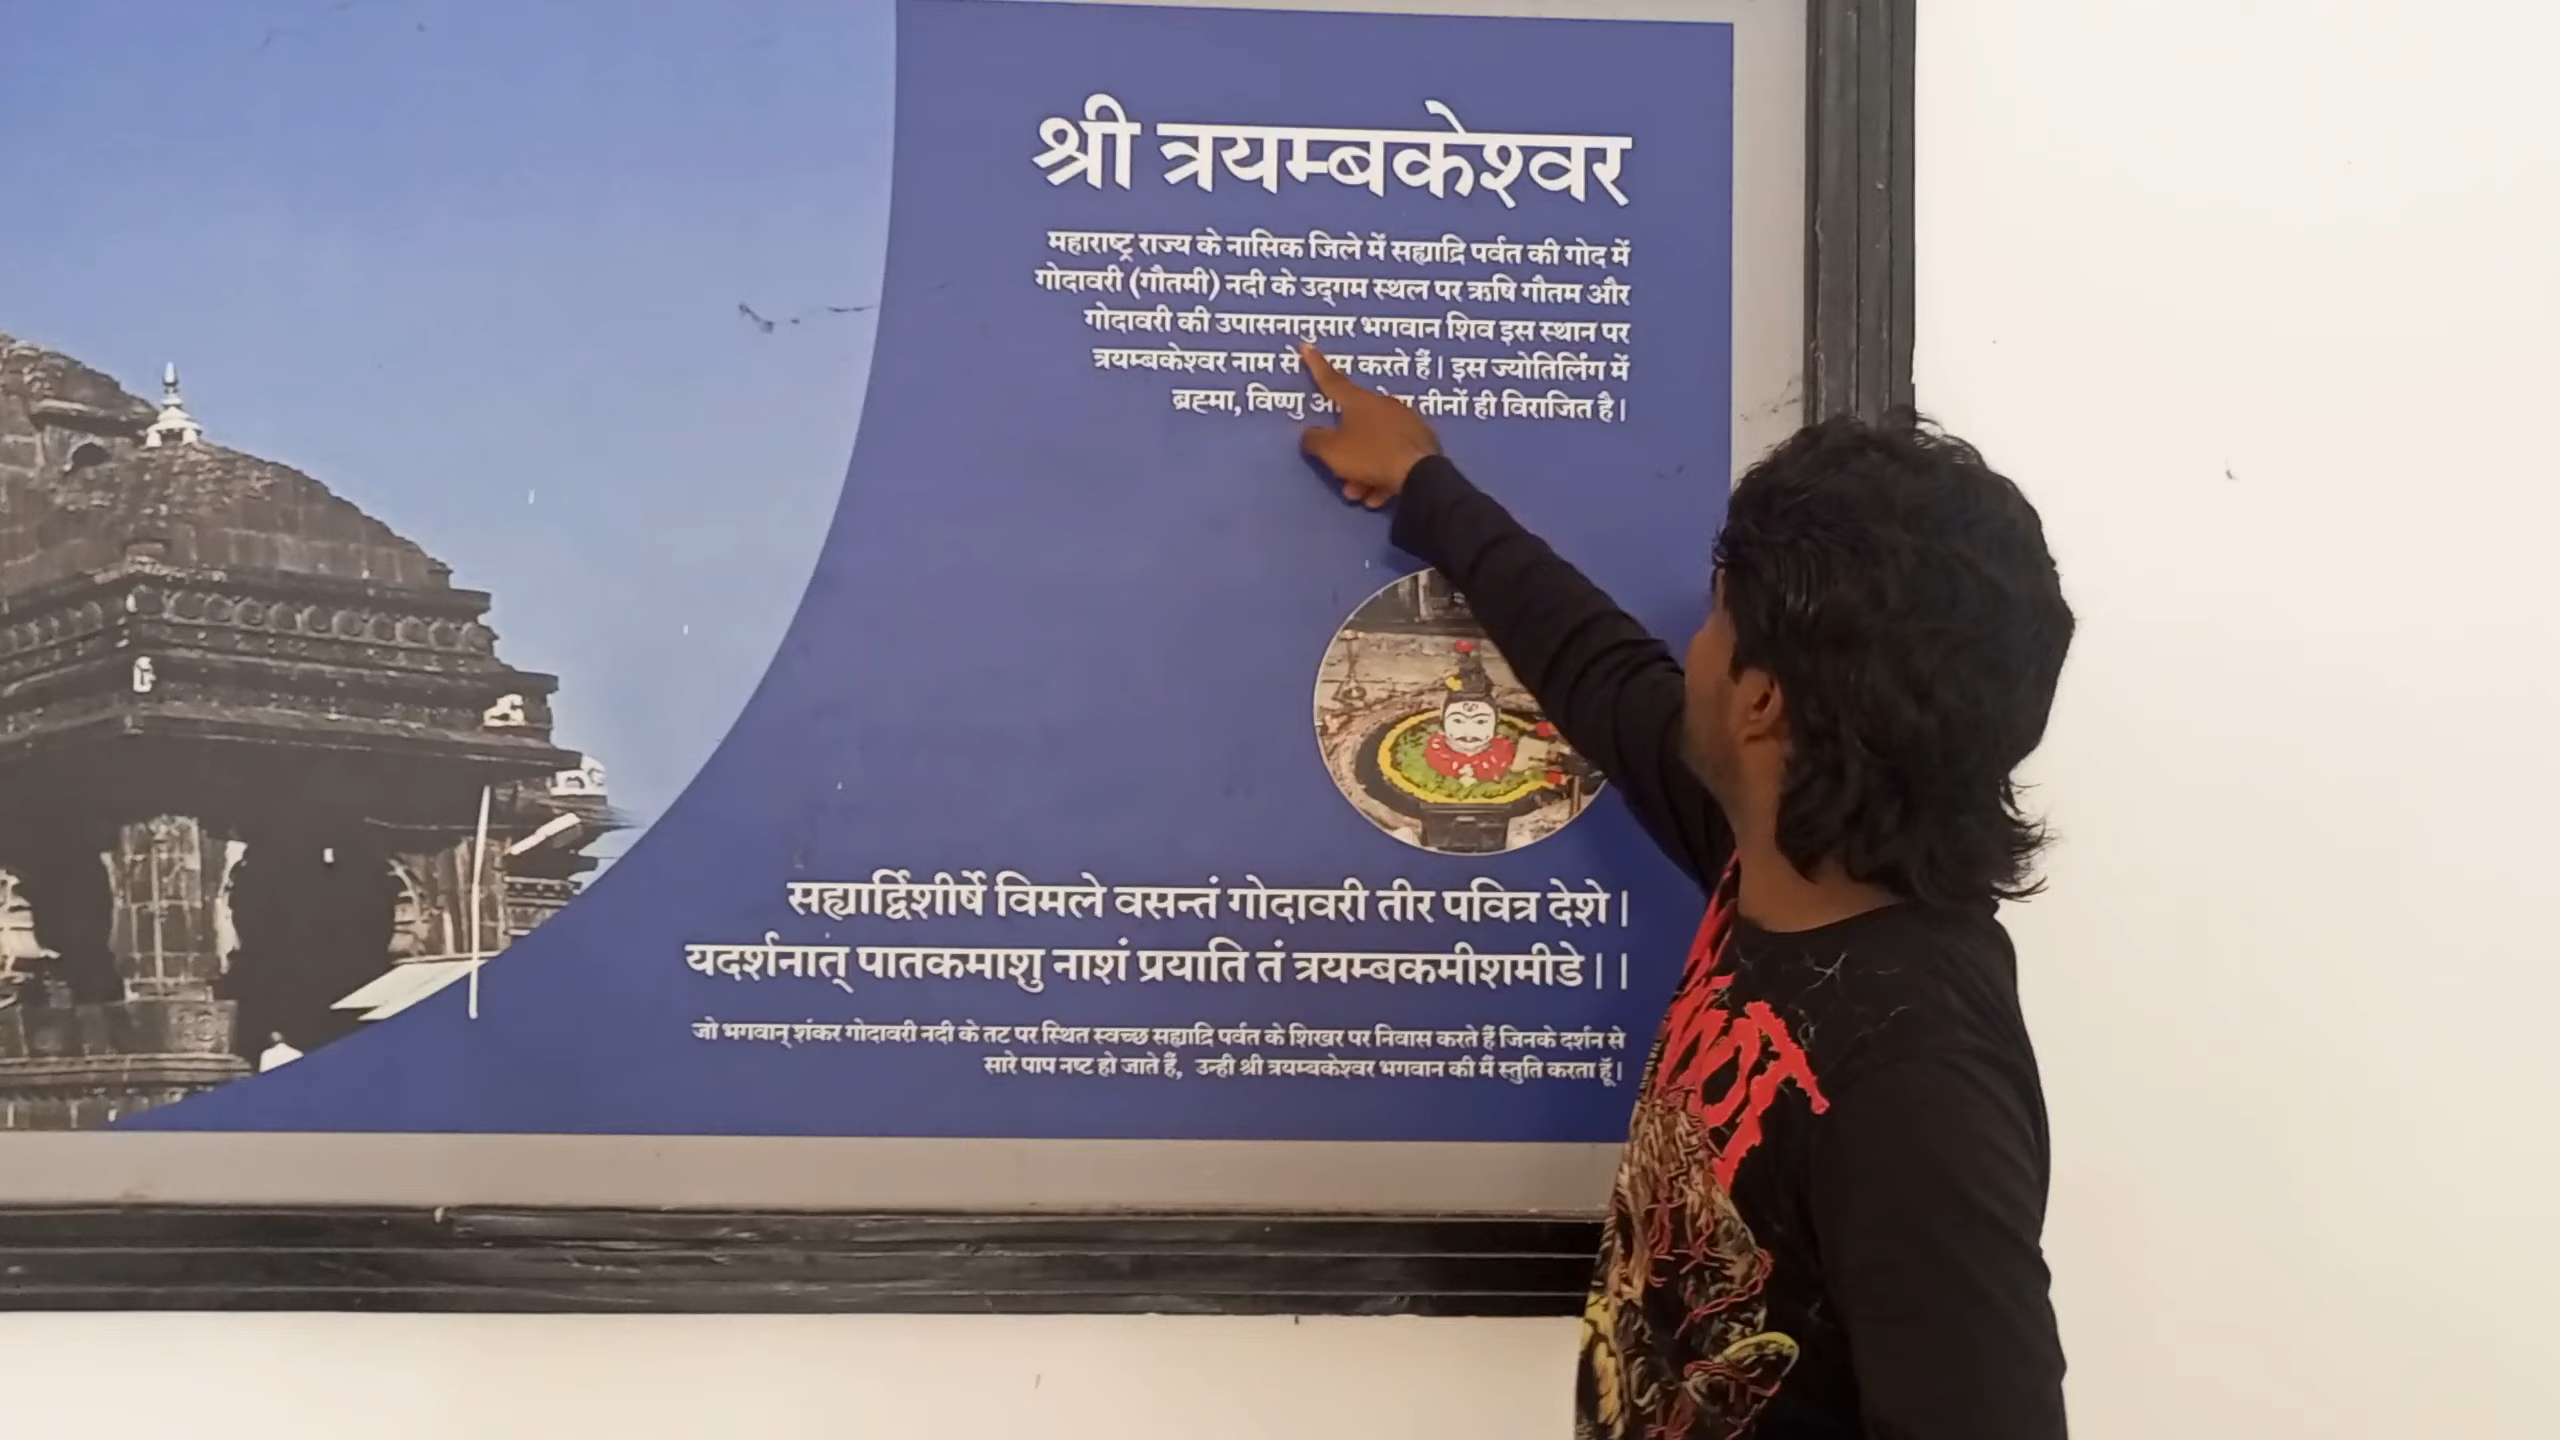 श्री त्रयम्बकेश्वर
महाराष्ट्र राज्य के नासिक जिले में सह्याद्रि पर्वत की गोद में
गोदावरी (गौतमी) नदी के उद्‌गम स्थल पर ऋषि गौतम और
गोदावरी की उपासनानुसार भगवान शिव इस स्थान पर
त्रयम्बकेश्वर नाम से करते हैं। इस ज्योतिर्लिंग में
ब्रह्मा, विष्णु तीनों ही विराजित है।
सह्यार्द्विशीर्षे विमले वसन्तं गोदावरी तीर पवित्र देशे।
यदर्शनात् पातकमाशु नाशं प्रयाति तं त्रयम्बकमीशमीडे।।
जो भगवान् शंकर गोदावरी नदी के तट पर स्थित स्वच्छ सह्याद्रि पर्वत के शिखर पर निवास करते हैं जिनके दर्शन से
सारे पाप नष्ट हो जाते हैं, उन्ही श्री त्रयम्बकेश्वर भगवान की मैं स्तुति करता हूॅं।